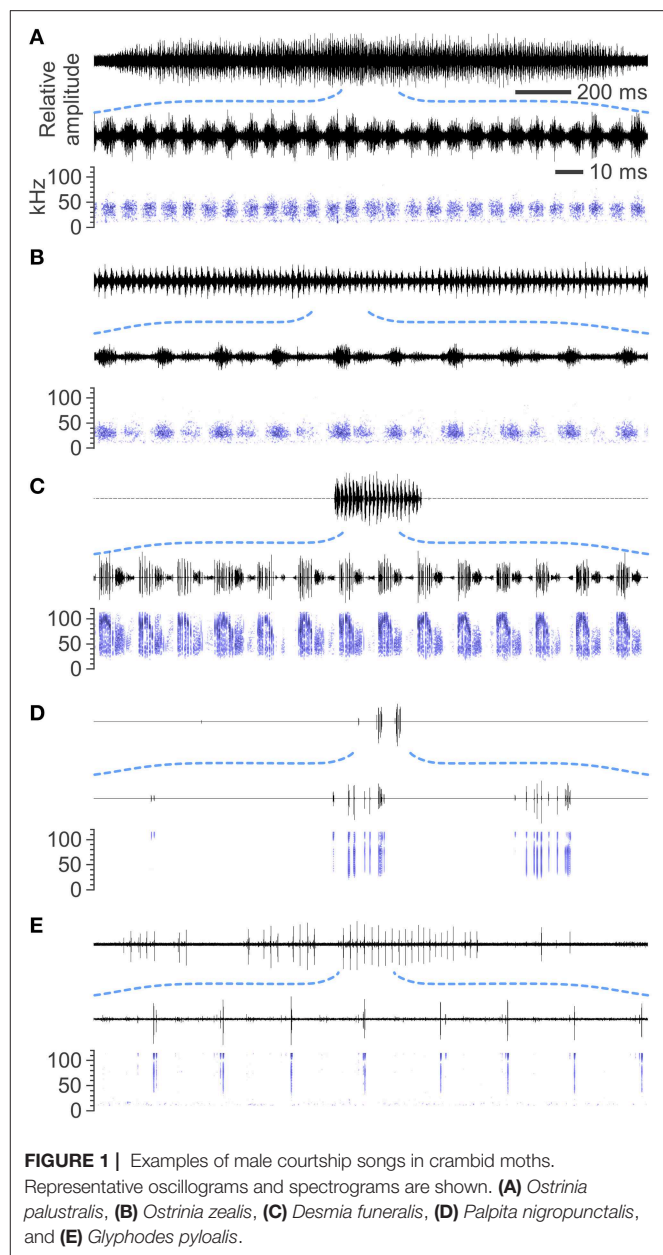 A
Relative
amplitude
200 ms
10 ms
kHz
100
50
0
B
100
50
0
C
100
50
0
D
100
50
0
E
100
50
0
FIGURE 1 | Examples of male courtship songs in crambid moths.
Representative oscillograms and spectrograms are shown. (A) Ostrinia
palustralis, (B) Ostrinia zealis, (C) Desmia funeralis, (D) Palpita nigropunctalis,
and (E) Glyphodes pyloalis.